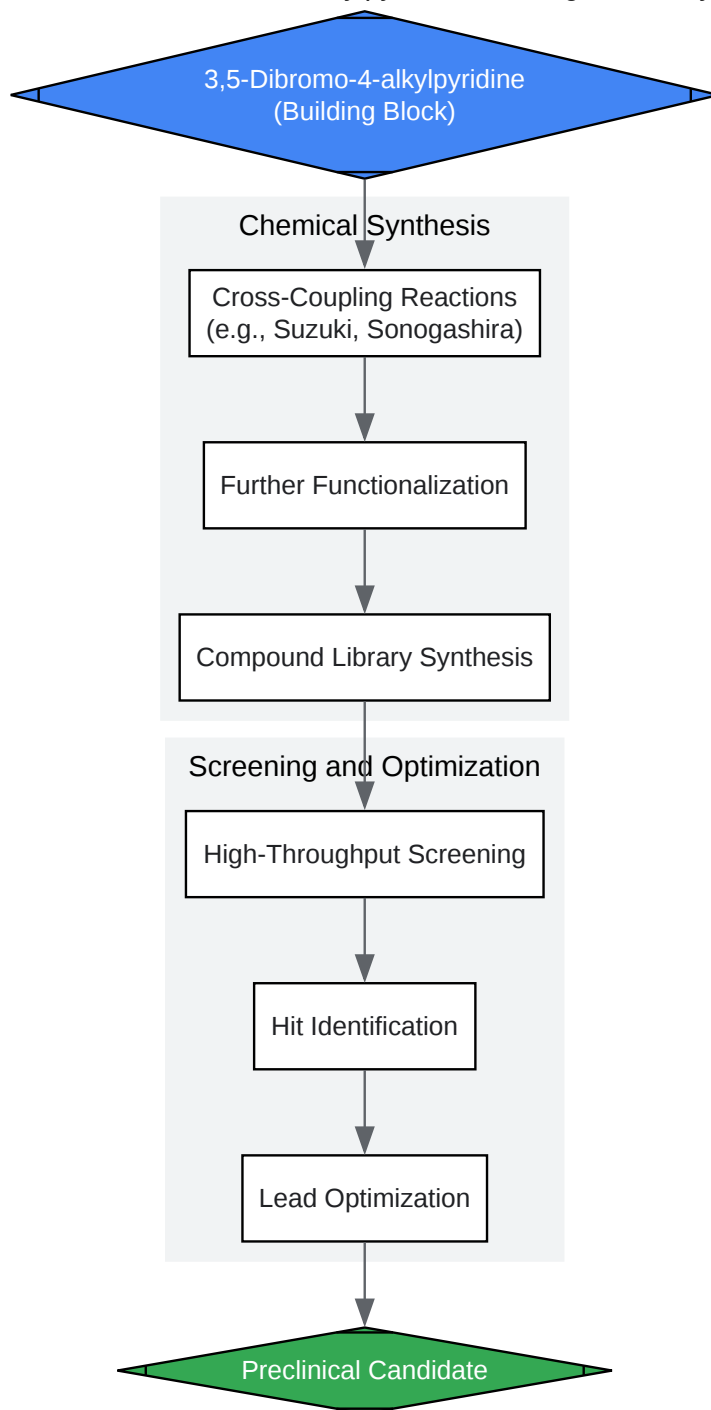 3,5-Dibromo-4-alkylpyridine
(Building Block)
Chemical Synthesis
Cross-Coupling Reactions
(e.g., Suzuki, Sonogashira)
Further Functionalization
Compound Library Synthesis
Screening and Optimization
High-Throughput Screening
Hit Identification
Lead Optimization
Preclinical Candidate